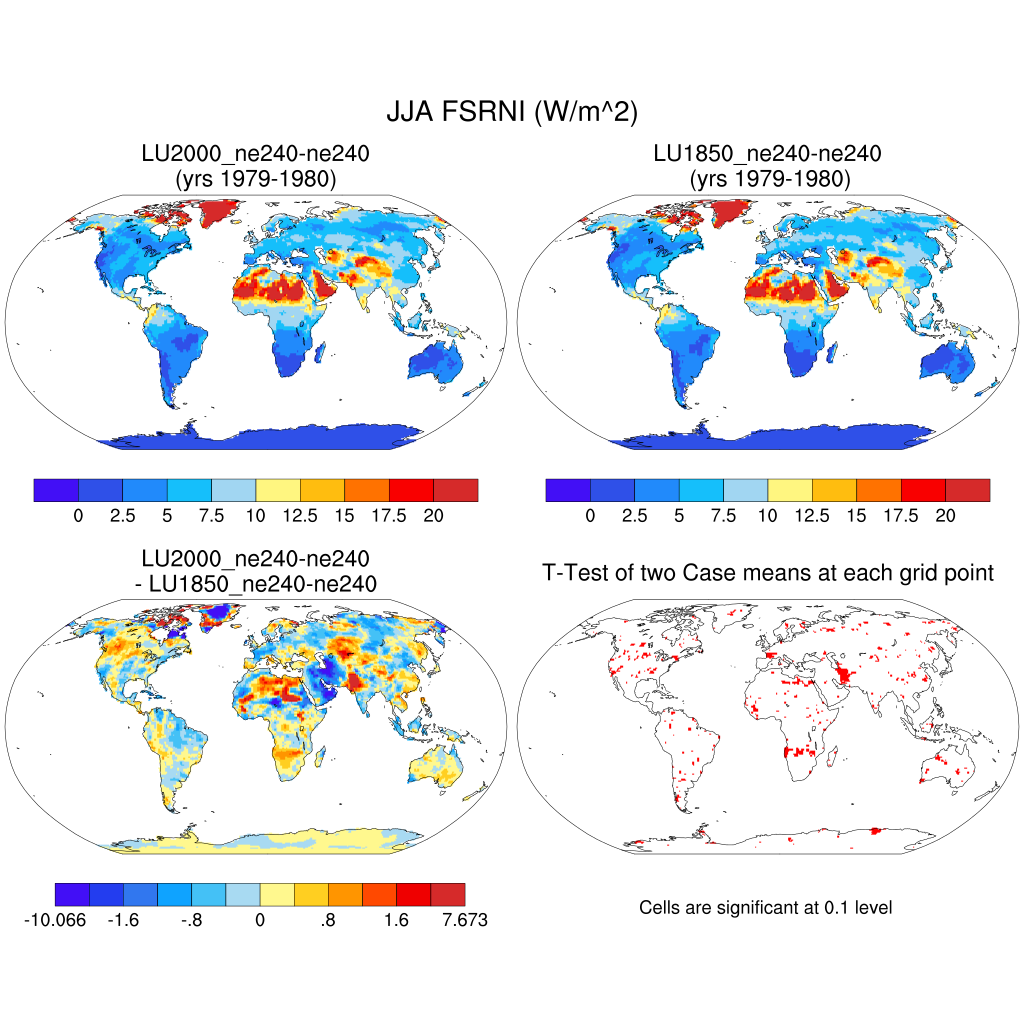 JJA FSRNI (W/m^2)
LU2000_ne240-ne240
(yrs 1979-1980)
LU1850_ne240-ne240
(yrs 1979-1980)
0 2.5 5 7.5 10 12.5 15 17.5 20
0 2.5 5 7.5 10 12.5 15 17.5 20
LU2000_ne240-ne240
- LU1850_ne240-ne240
T-Test of two Case means at each grid point
-10.066 -1.6 -.8 0 .8 1.6 7.673
Cells are significant at 0.1 level